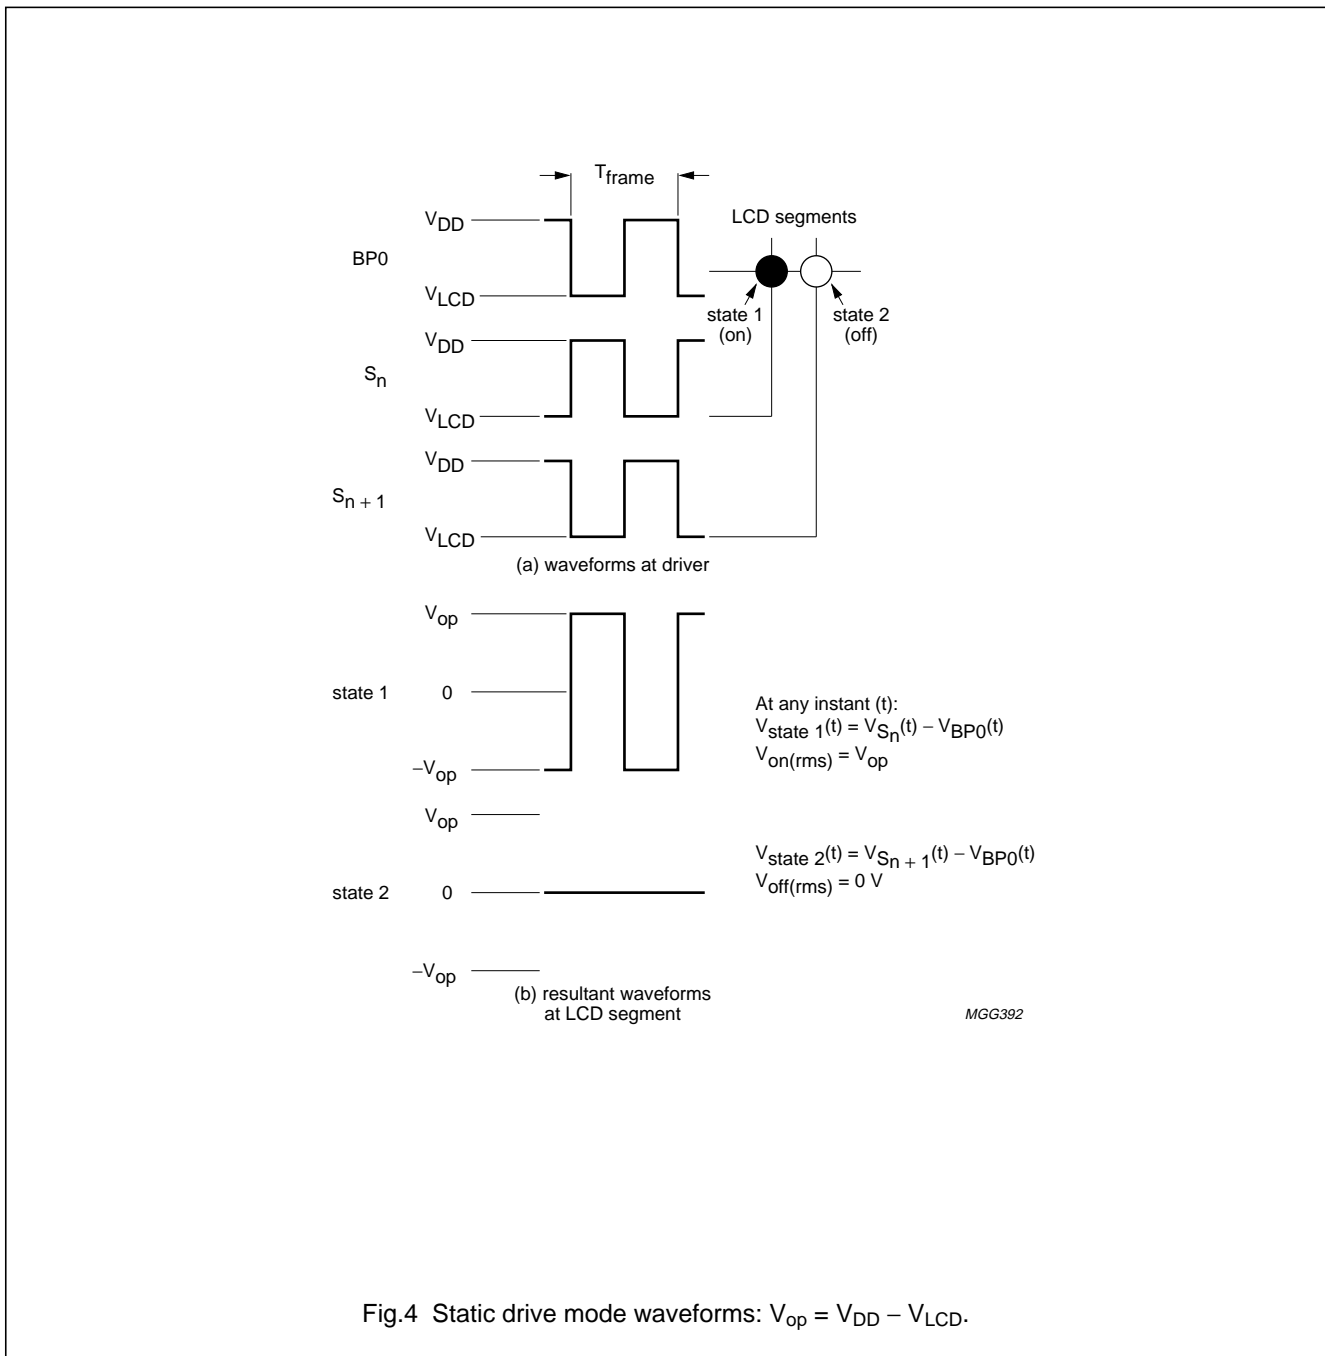 T_frame
V_DD
LCD segments
BP0
V_LCD
state 1
(on)
state 2
(off)
V_DD
S_n
V_LCD
V_DD
S_n + 1
V_LCD
(a) waveforms at driver
V_op
state 1
0
At any instant (t):
V_state 1(t) = V_S_n(t) − V_BP0(t)
V_on(rms) = V_op
−V_op
V_op
V_state 2(t) = V_S_n + 1(t) − V_BP0(t)
V_off(rms) = 0 V
state 2
0
−V_op
(b) resultant waveforms
at LCD segment
MGG392
Fig.4 Static drive mode waveforms: V_op = V_DD − V_LCD.